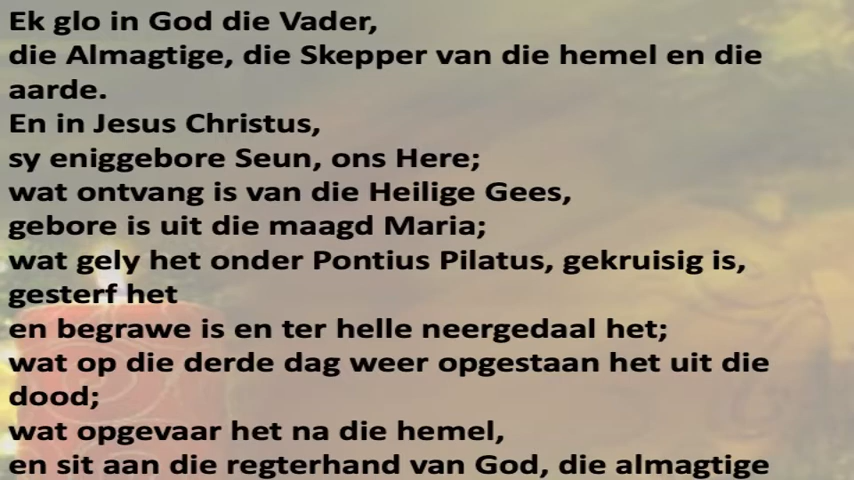 Ek glo in God die Vader,
die Almagtige, die Skepper van die hemel en die
aarde.
En in Jesus Christus,
sy eniggebore Seun, ons Here;
wat ontvang is van die Heilige Gees,
gebore is uit die maagd Maria;
wat gely het onder Pontius Pilatus, gekruisig is,
gesterf het
en begrawe is en ter helle neergedaal het;
wat op die derde dag weer opgestaan het uit die
dood;
wat opgevaar het na die hemel,
en sit aan die regterhand van God, die almagtige